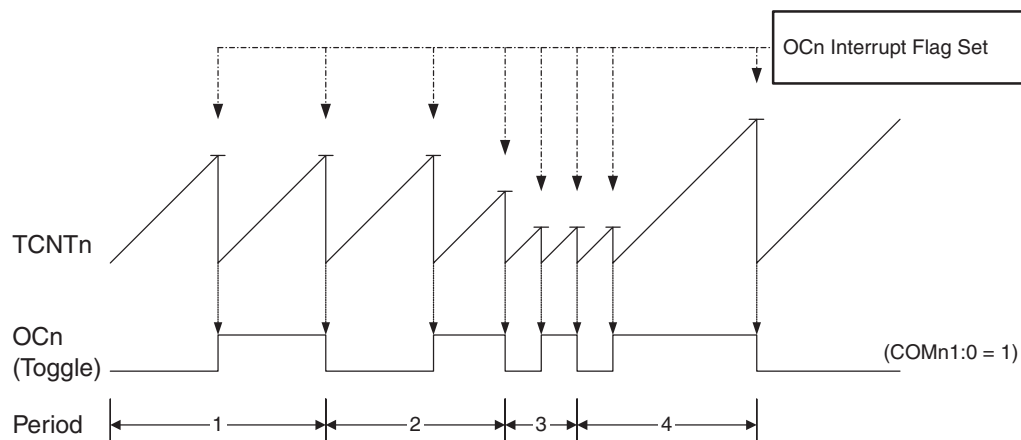 OCn Interrupt Flag Set
TCNTn
OCn
(Toggle)
(COMn1:0 = 1)
Period
1
2
3
4